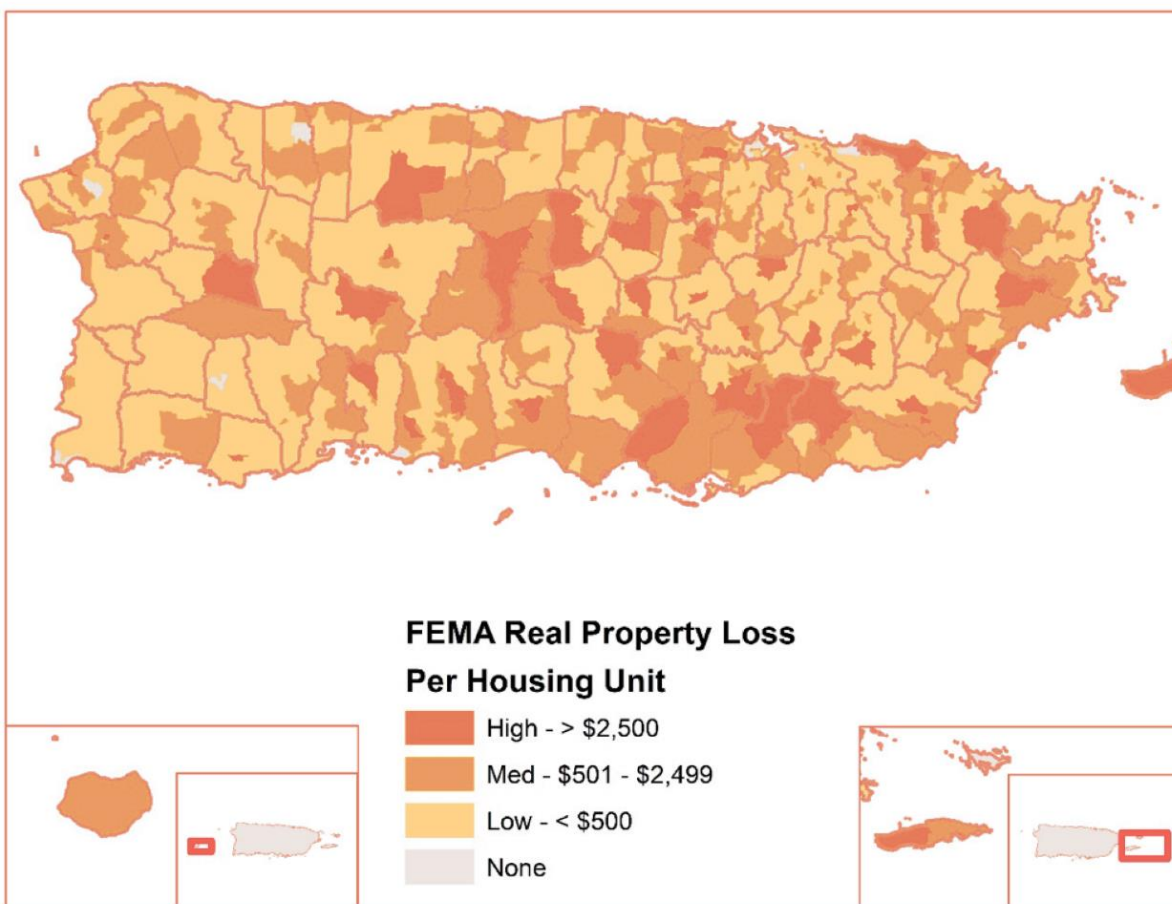 FEMA Real Property Loss
Per Housing Unit
High - > $2,500
Med - $501 - $2,499
Low - < $500
None